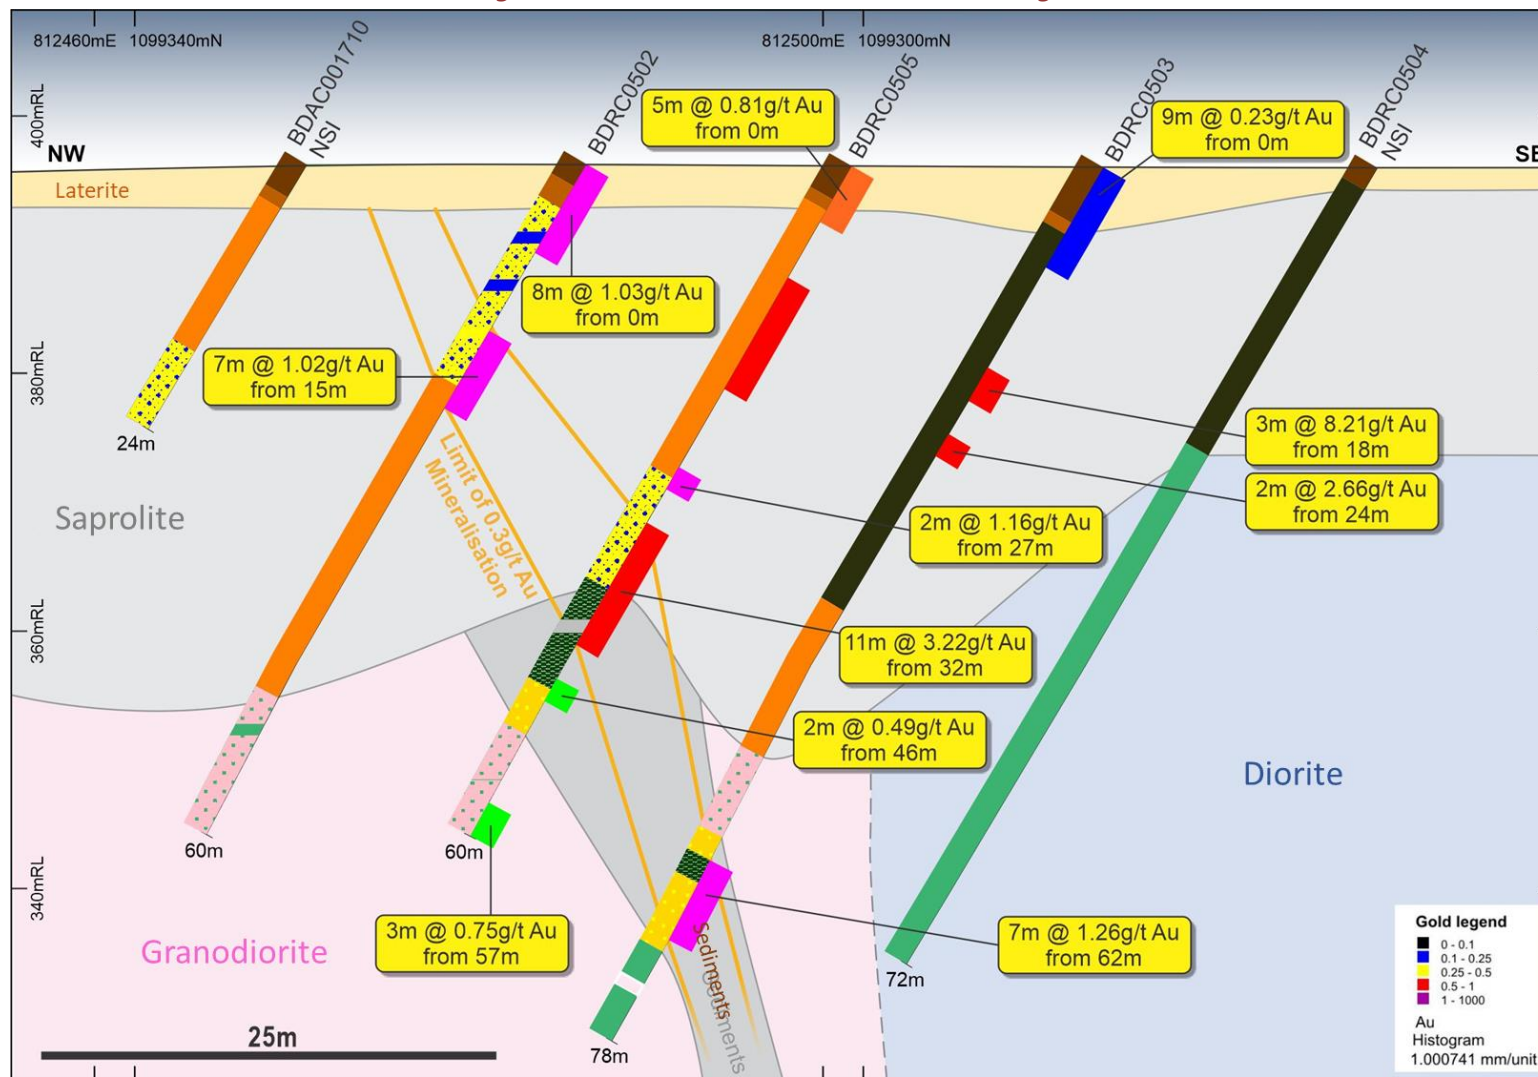 812460mE
1099340mN
812500mE
1099300mN
BDAC001710
NSI
BDRC0502
BDRC0505
BDRC0503
BDRC0504
NSI
400mRL
NW
SE
5m @ 0.81g/t Au
from 0m
9m @ 0.23g/t Au
from 0m
Laterite
8m @ 1.03g/t Au
from 0m
7m @ 1.02g/t Au
from 15m
380mRL
24m
3m @ 8.21g/t Au
from 18m
2m @ 2.66g/t Au
from 24m
Limit of 0.3g/t Au
Mineralisation
Saprolite
2m @ 1.16g/t Au
from 27m
360mRL
11m @ 3.22g/t Au
from 32m
2m @ 0.49g/t Au
from 46m
Diorite
60m
60m
340mRL
Granodiorite
3m @ 0.75g/t Au
from 57m
7m @ 1.26g/t Au
from 62m
Sediments
Sediments
72m
78m
25m
Gold legend
0 - 0.1
0.1 - 0.25
0.25 - 0.5
0.5 - 1
1 - 1000
Au
Histogram
1.000741 mm/unit